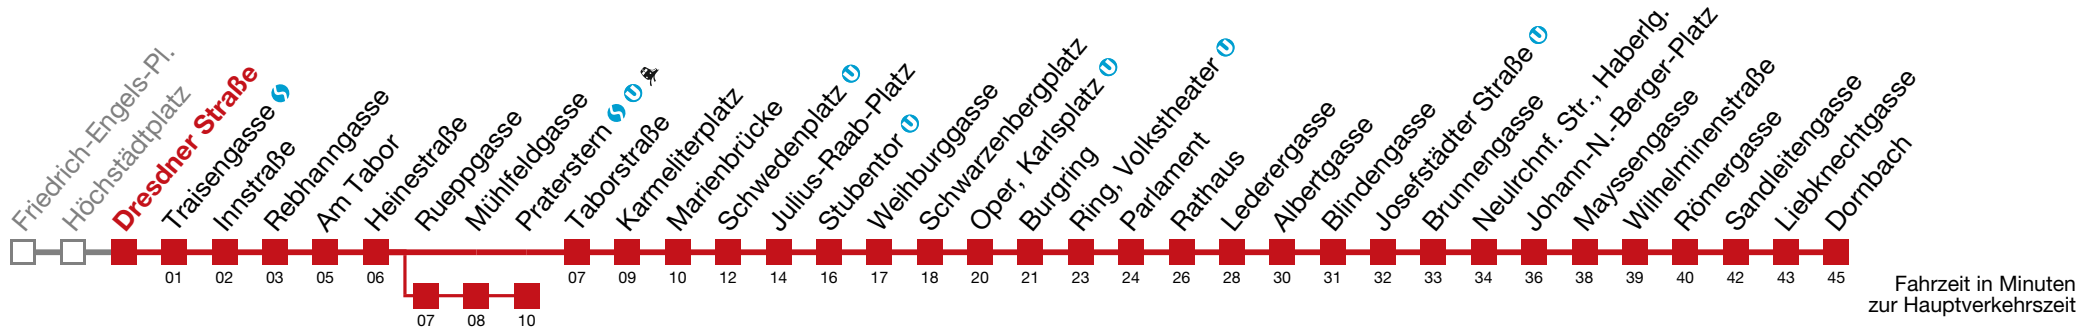 Friedrich-Engels-Pl.
Höchstädtplatz
Dresdner Straße
Traisengasse
Innstraße
Rebhanngasse
Am Tabor
Heinestraße
Rueppgasse
Mühlfeldgasse
Praterstern
Taborstraße
Karmeliterplatz
Marienbrücke
Schwedenplatz
Julius-Raab-Platz
Stubentor
Weihburggasse
Schwarzenbergplatz
Oper, Karlsplatz
Burgring
Ring, Volkstheater
Parlament
Rathaus
Lederergasse
Albertgasse
Blindengasse
Josefstädter Straße
Brunnengasse
Neulrchnf. Str., Haberlg.
Johann-N.-Berger-Platz
Mayssengasse
Wilhelminenstraße
Römergasse
Sandleitengasse
Liebknechtgasse
Dornbach
01 02 03 05 06 07 09 10 12 14 16 17 18 20 21 23 24 26 28 30 31 32 33 34 36 38 39 40 42 43 45
07 08 10
Fahrzeit in Minuten
zur Hauptverkehrszeit